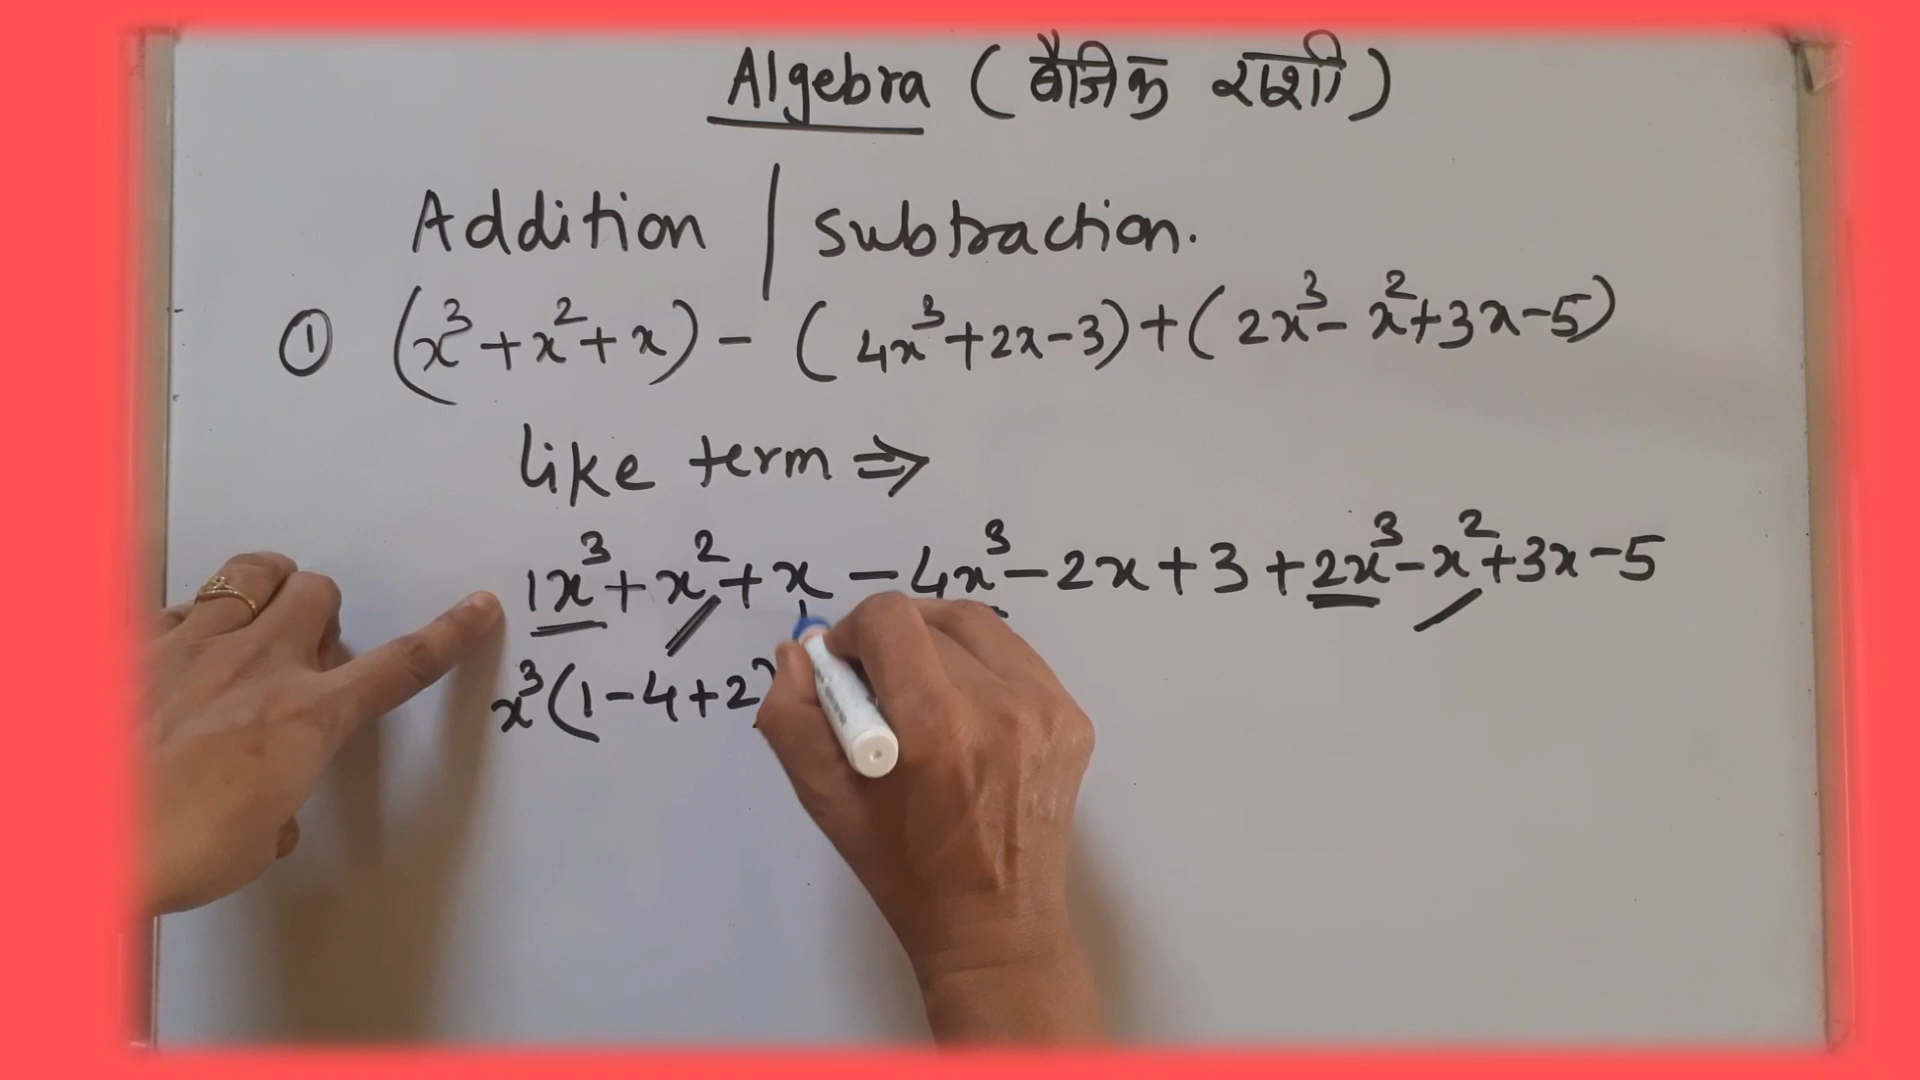 Algebra (बैजिक राशी)
Addition | subtraction.
① (x³+x²+x) - (4x³+2x-3)+(2x³-x²+3x-5)
like term ⇒
1x³+x²+x-4x³-2x+3+2x³-x²+3x-5
x³(1-4+2)